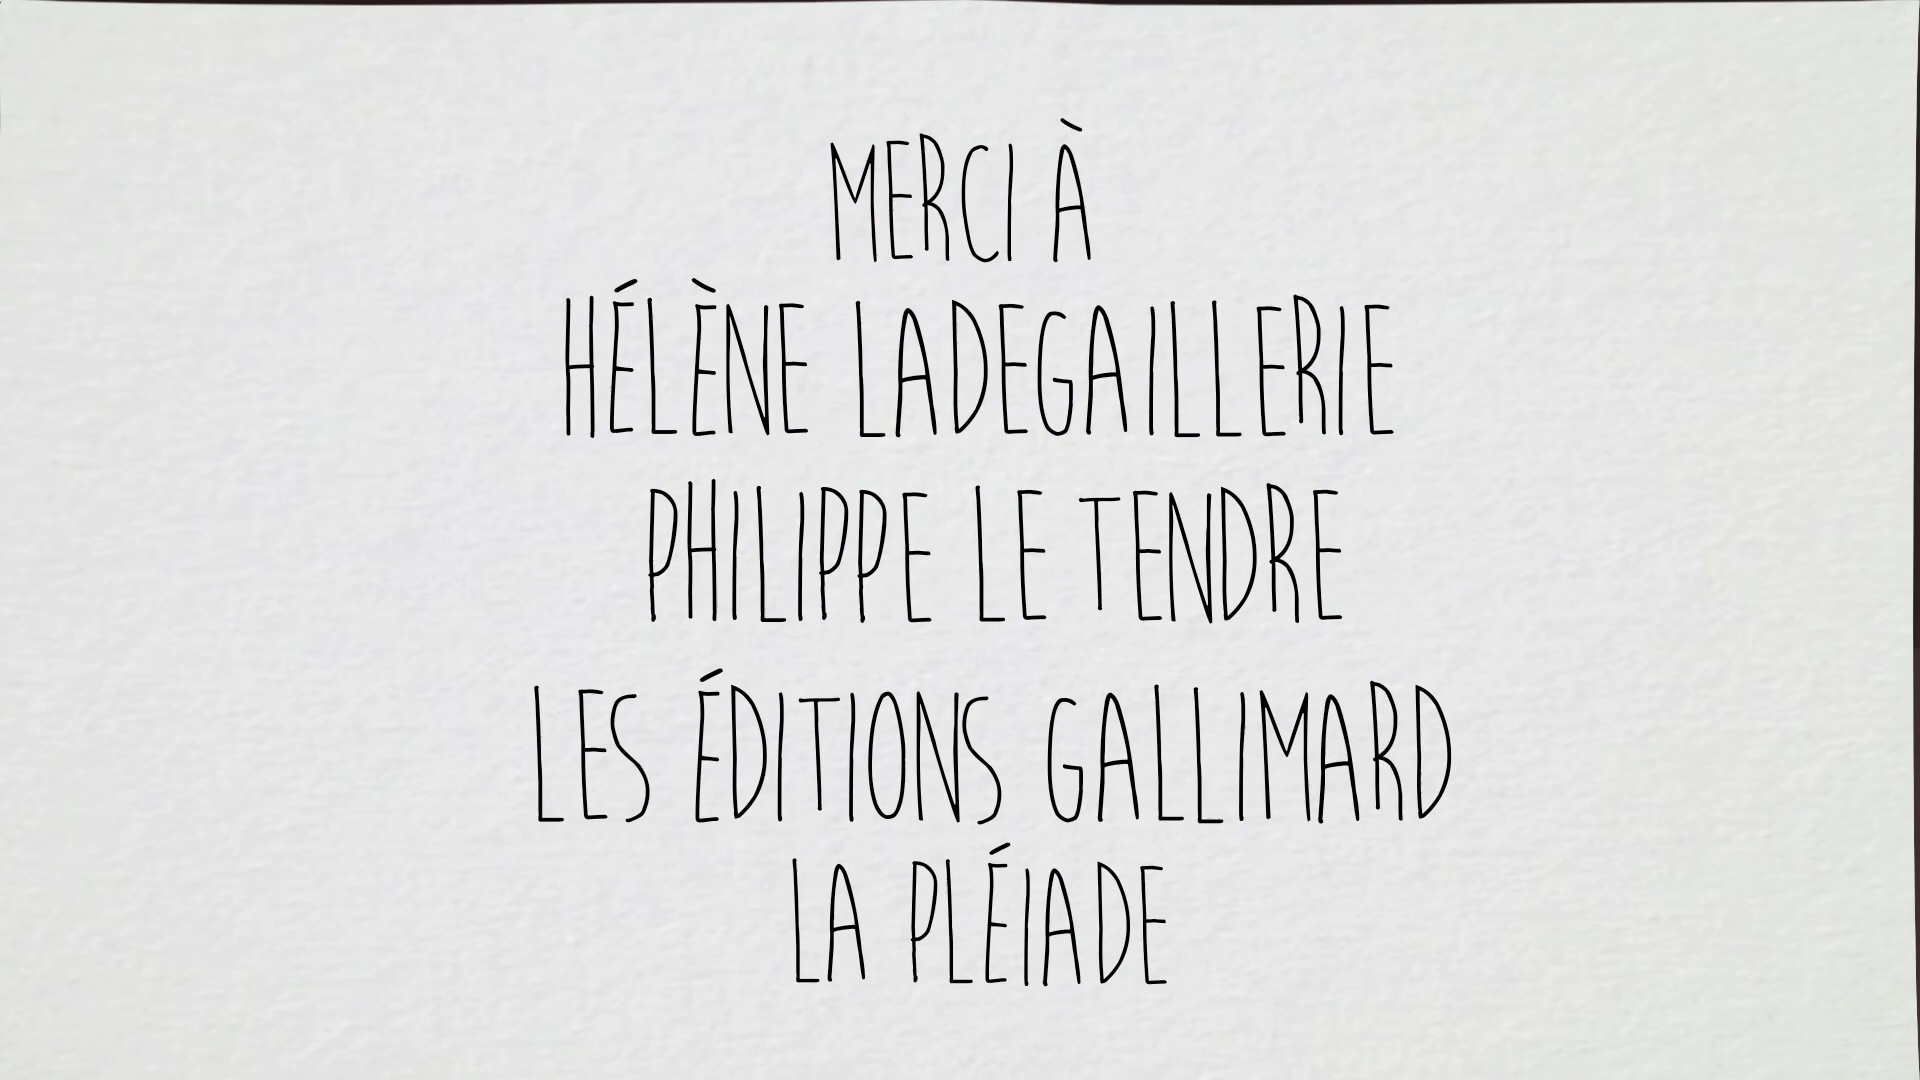 MERCI À
HÉLÈNE LADEGAILLERIE
PHILIPPE LE TENDRE
LES ÉDITIONS GALLIMARD
LA PLÉIADE